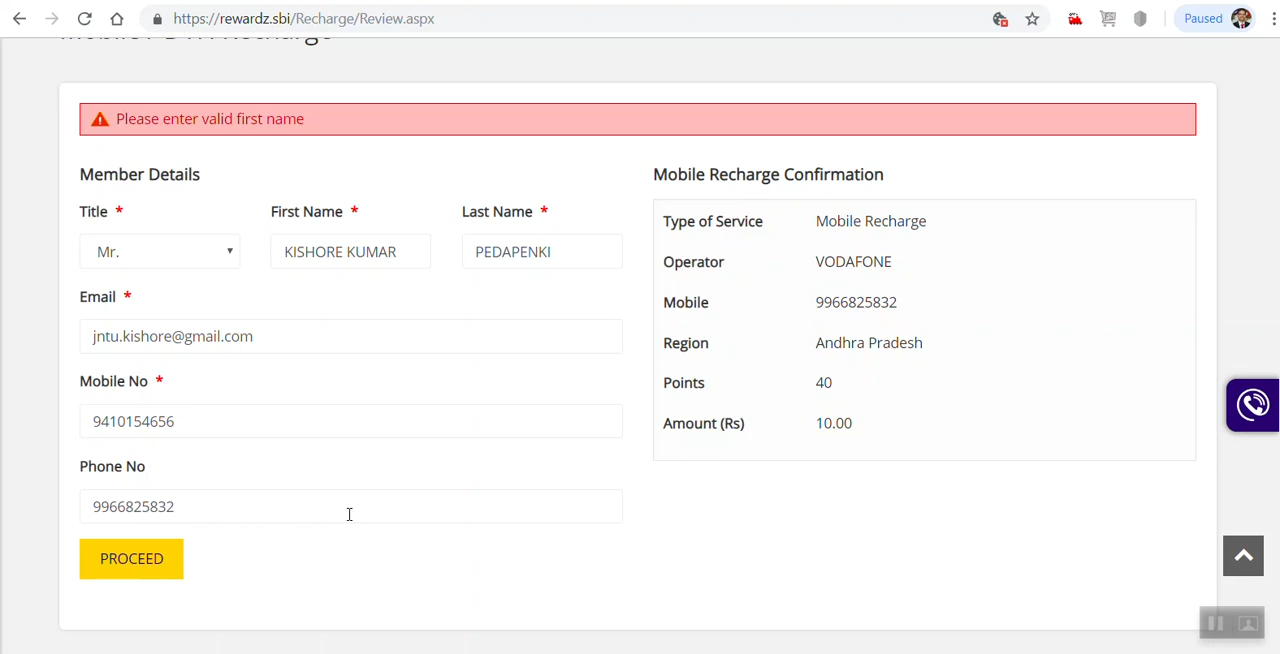 https://rewardz.sbi/Recharge/Review.aspx
Paused
Please enter valid first name
Member Details
Title *
First Name *
Last Name *
Mr.
KISHORE KUMAR
PEDAPENKI
Email *
jntu.kishore@gmail.com
Mobile No *
9410154656
Phone No
9966825832
PROCEED
Mobile Recharge Confirmation
Type of Service Mobile Recharge
Operator VODAFONE
Mobile 9966825832
Region Andhra Pradesh
Points 40
Amount (Rs) 10.00